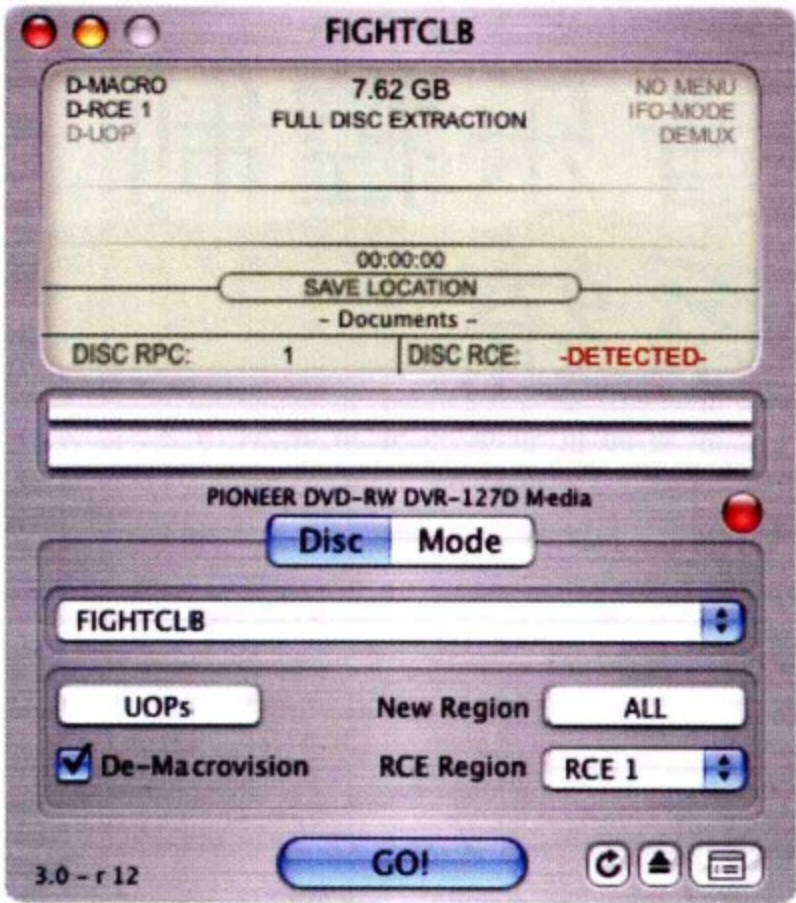 FIGHTCLB
D-MACRO 7.62 GB NO MENU
D-RCE 1 FULL DISC EXTRACTION IFO-MODE
D-UOP DEMUX
00:00:00
SAVE LOCATION
- Documents -
DISC RPC: 1 DISC RCE: -DETECTED-
PIONEER DVD-RW DVR-127D Media
Disc Mode
FIGHTCLB
UOPs New Region ALL
De-Macrovision RCE Region RCE 1
3.0 - r 12 GO!